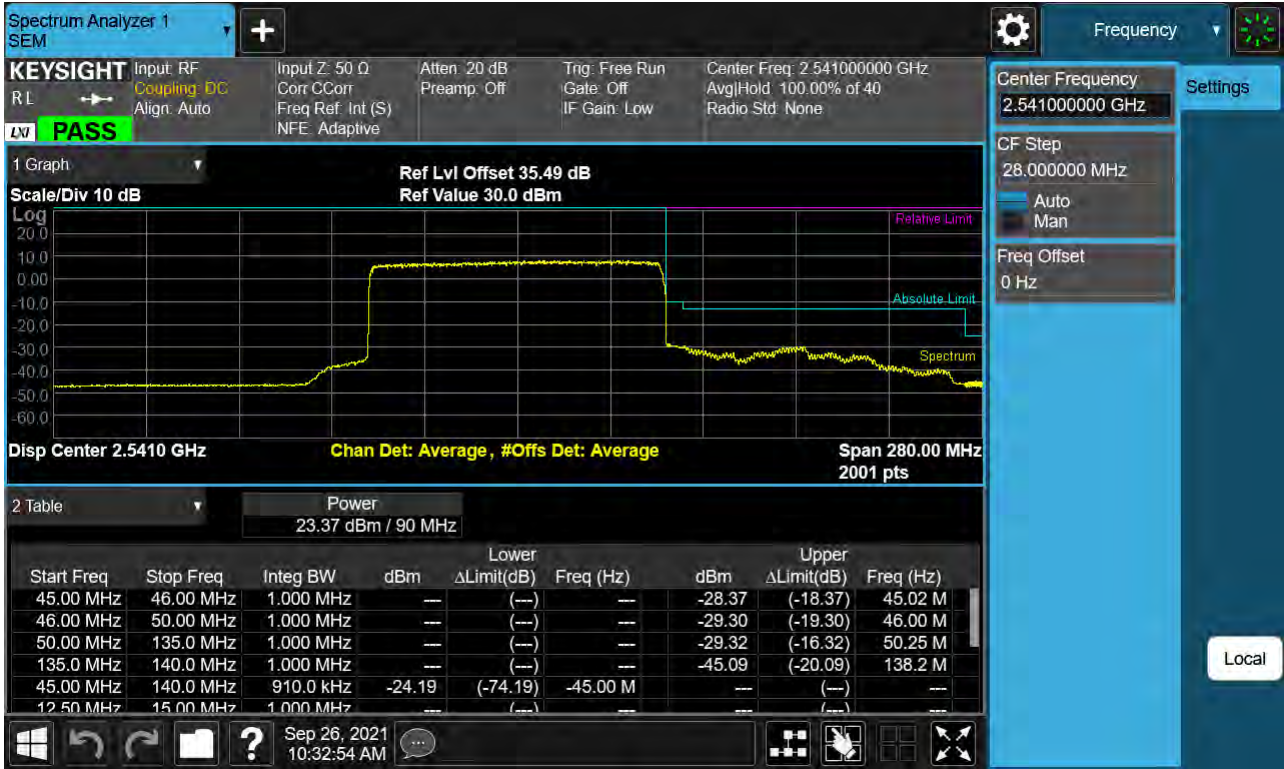 Spectrum Analyzer 1
SEM
Frequency
KEYSIGHT
RL
LXI
PASS
Input: RF
Coupling: DC
Align: Auto
Input Z: 50 Ω
Corr CCorr
Freq Ref: Int (S)
NFE: Adaptive
Atten: 20 dB
Preamp: Off
Trig: Free Run
Gate: Off
IF Gain: Low
Center Freq: 2.541000000 GHz
Avg|Hold: 100.00% of 40
Radio Std: None
Center Frequency
2.541000000 GHz
Settings
CF Step
28.000000 MHz
Auto
Man
Freq Offset
0 Hz
1 Graph
Scale/Div 10 dB
Ref Lvl Offset 35.49 dB
Ref Value 30.0 dBm
Log
20.0
10.0
0.00
-10.0
-20.0
-30.0
-40.0
-50.0
-60.0
Relative Limit
Absolute Limit
Spectrum
Disp Center 2.5410 GHz
Chan Det: Average , #Offs Det: Average
Span 280.00 MHz
2001 pts
2 Table
Power
23.37 dBm / 90 MHz
Lower Upper
Start Freq Stop Freq Integ BW dBm ΔLimit(dB) Freq (Hz) dBm ΔLimit(dB) Freq (Hz)
45.00 MHz 46.00 MHz 1.000 MHz --- (---) --- -28.37 (-18.37) 45.02 M
46.00 MHz 50.00 MHz 1.000 MHz --- (---) --- -29.30 (-19.30) 46.00 M
50.00 MHz 135.0 MHz 1.000 MHz --- (---) --- -29.32 (-16.32) 50.25 M
135.0 MHz 140.0 MHz 1.000 MHz --- (---) --- -45.09 (-20.09) 138.2 M
45.00 MHz 140.0 MHz 910.0 kHz -24.19 (-74.19) -45.00 M --- (---) ---
12.50 MHz 15.00 MHz 1.000 MHz --- (---) --- --- (---) ---
Local
?
Sep 26, 2021
10:32:54 AM